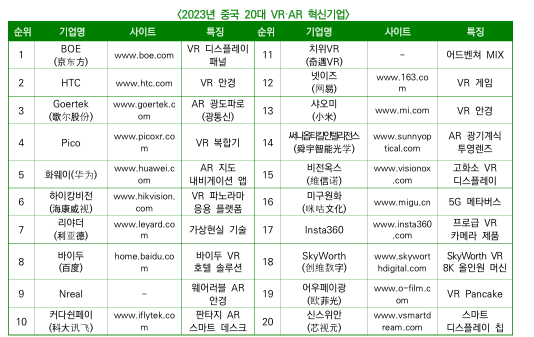 <2023년 중국 20대 VR·AR 혁신기업>
순위 기업명 사이트 특징 순위 기업명 사이트 특징
1 BOE (京东方) www.boe.com VR 디스플레이 패널 11 치위VR (奇遇VR) - 어드벤쳐 MIX
2 HTC www.htc.com VR 안경 12 넷이즈 (网易) www.163.com VR 게임
3 Goertek (歌尔股份) www.goertek.com AR 광도파로 (광통신) 13 샤오미 (小米) www.mi.com VR 안경
4 Pico www.picoxr.com VR 복합기 14 써니옵티칼인텔리전스 (舜宇智能光学) www.sunnyoptical.com AR 광기계식 투영렌즈
5 화웨이(华为) www.huawei.com AR 지도 내비게이션 앱 15 비전옥스 (维信诺) www.visionox.com 고화소 VR 디스플레이
6 하이캉비전 (海康威视) www.hikvision.com VR 파노라마 응용 플랫폼 16 미구원화 (咪咕文化) www.migu.cn 5G 메타버스
7 리야더 (利亚德) www.leyard.com 가상현실 기술 17 Insta360 www.insta360.com 프로급 VR 카메라 제품
8 바이두 (百度) home.baidu.com 바이두 VR 호텔 솔루션 18 SkyWorth (创维数字) www.skyworthdigital.com SkyWorth VR 8K 올인원 머신
9 Nreal - 웨어러블 AR 안경 19 어우페이광 (欧菲光) www.o-film.com VR Pancake
10 커다쉰페이 (科大讯飞) www.iflytek.com 판타지 AR 스마트 데스크 20 신스위안 (芯视元) www.vsmartdream.com 스마트 디스플레이 칩